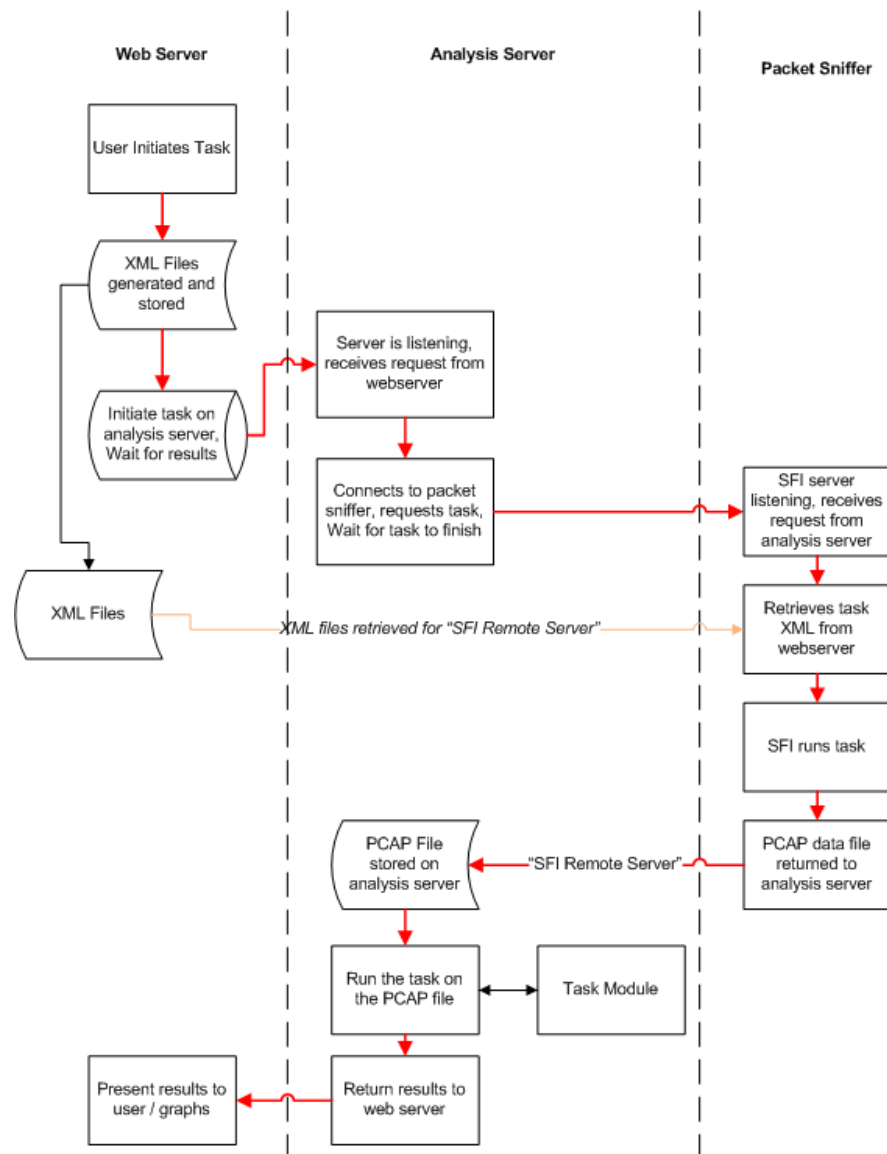 Web Server
Analysis Server
Packet Sniffer
User Initiates Task
XML Files
generated and
stored
Initiate task on
analysis server,
Wait for results
Server is listening,
receives request from
webserver
Connects to packet
sniffer, requests task,
Wait for task to finish
SFI server
listening, receives
request from
analysis server
XML Files
XML files retrieved for "SFI Remote Server"
Retrieves task
XML from
webserver
SFI runs task
PCAP data file
returned to
analysis server
"SFI Remote Server"
PCAP File
stored on
analysis server
Run the task on
the PCAP file
Task Module
Return results to
web server
Present results to
user / graphs